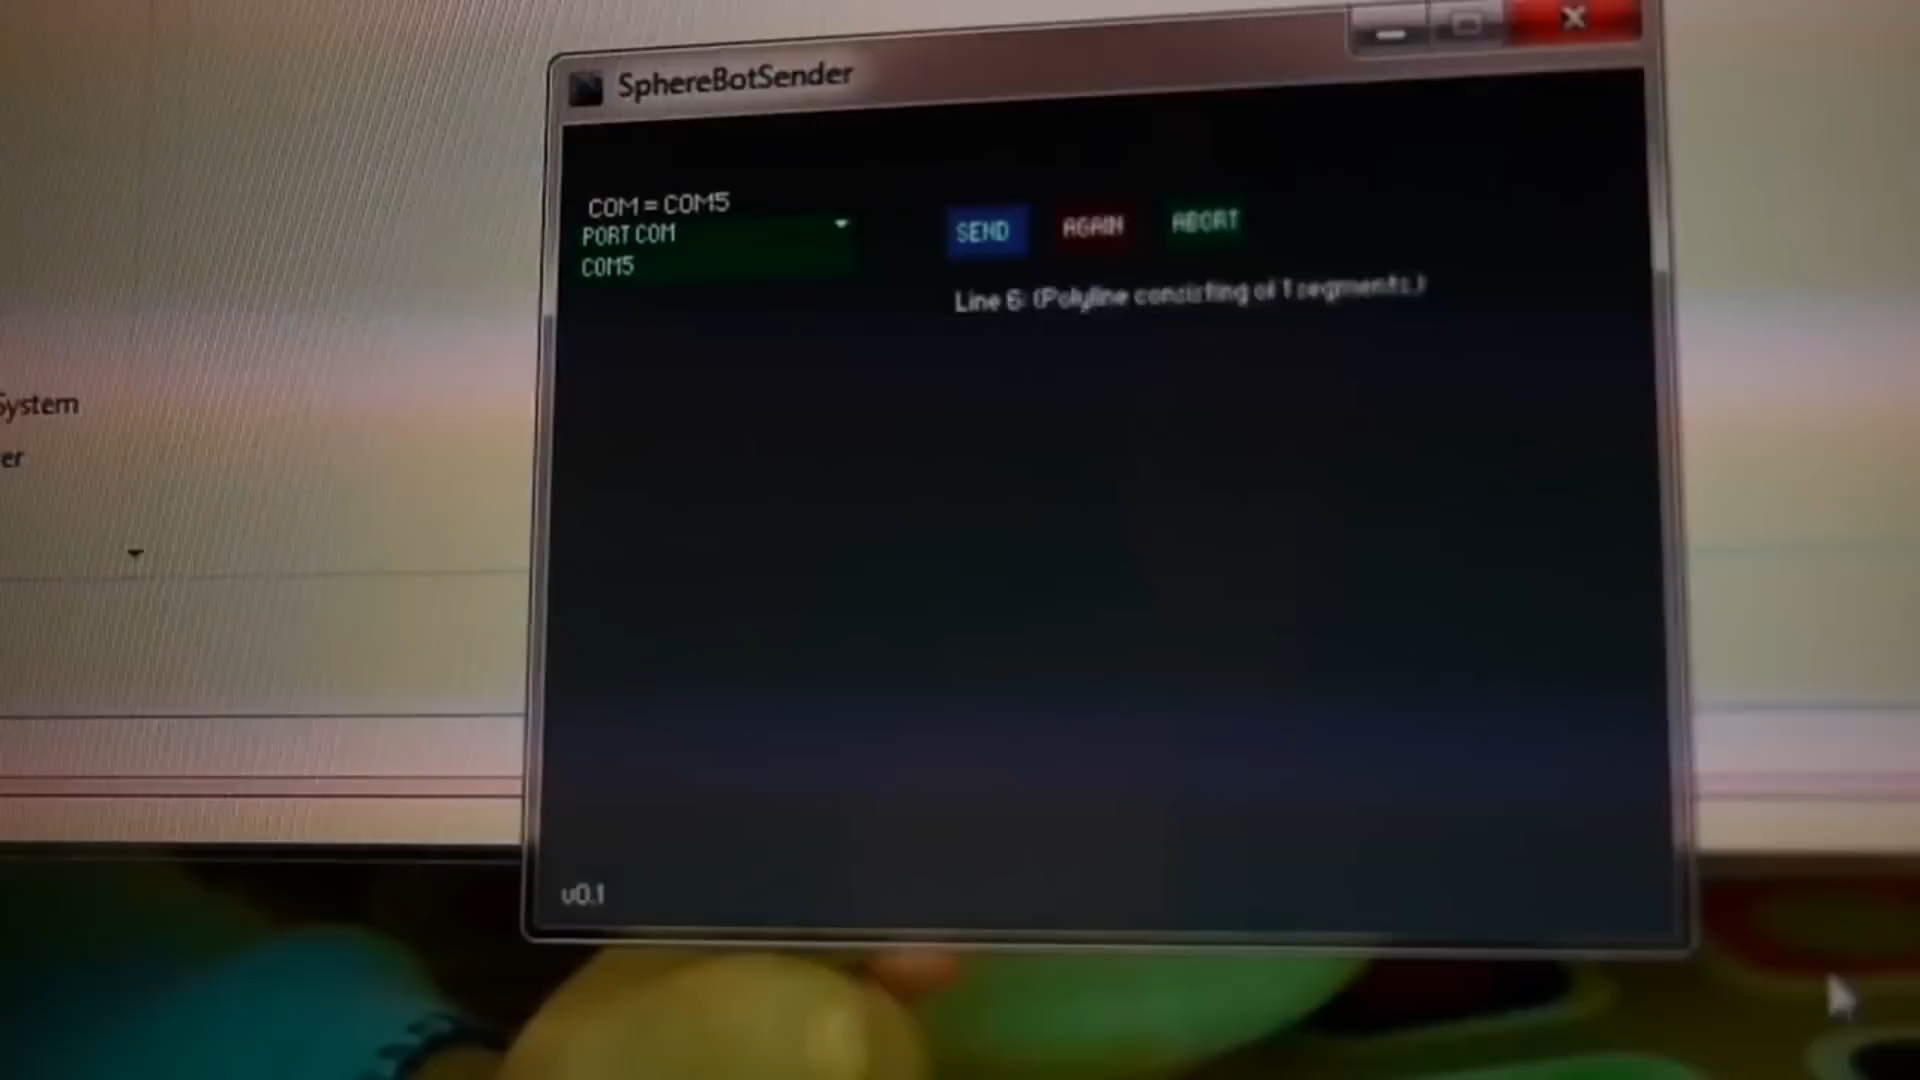 SphereBotSender
COM = COM5
PORT COM
COM5
SEND
AGAIN
ABORT
Line 6: (Polyline consisting of 1 segments.)
System
er
v0.1